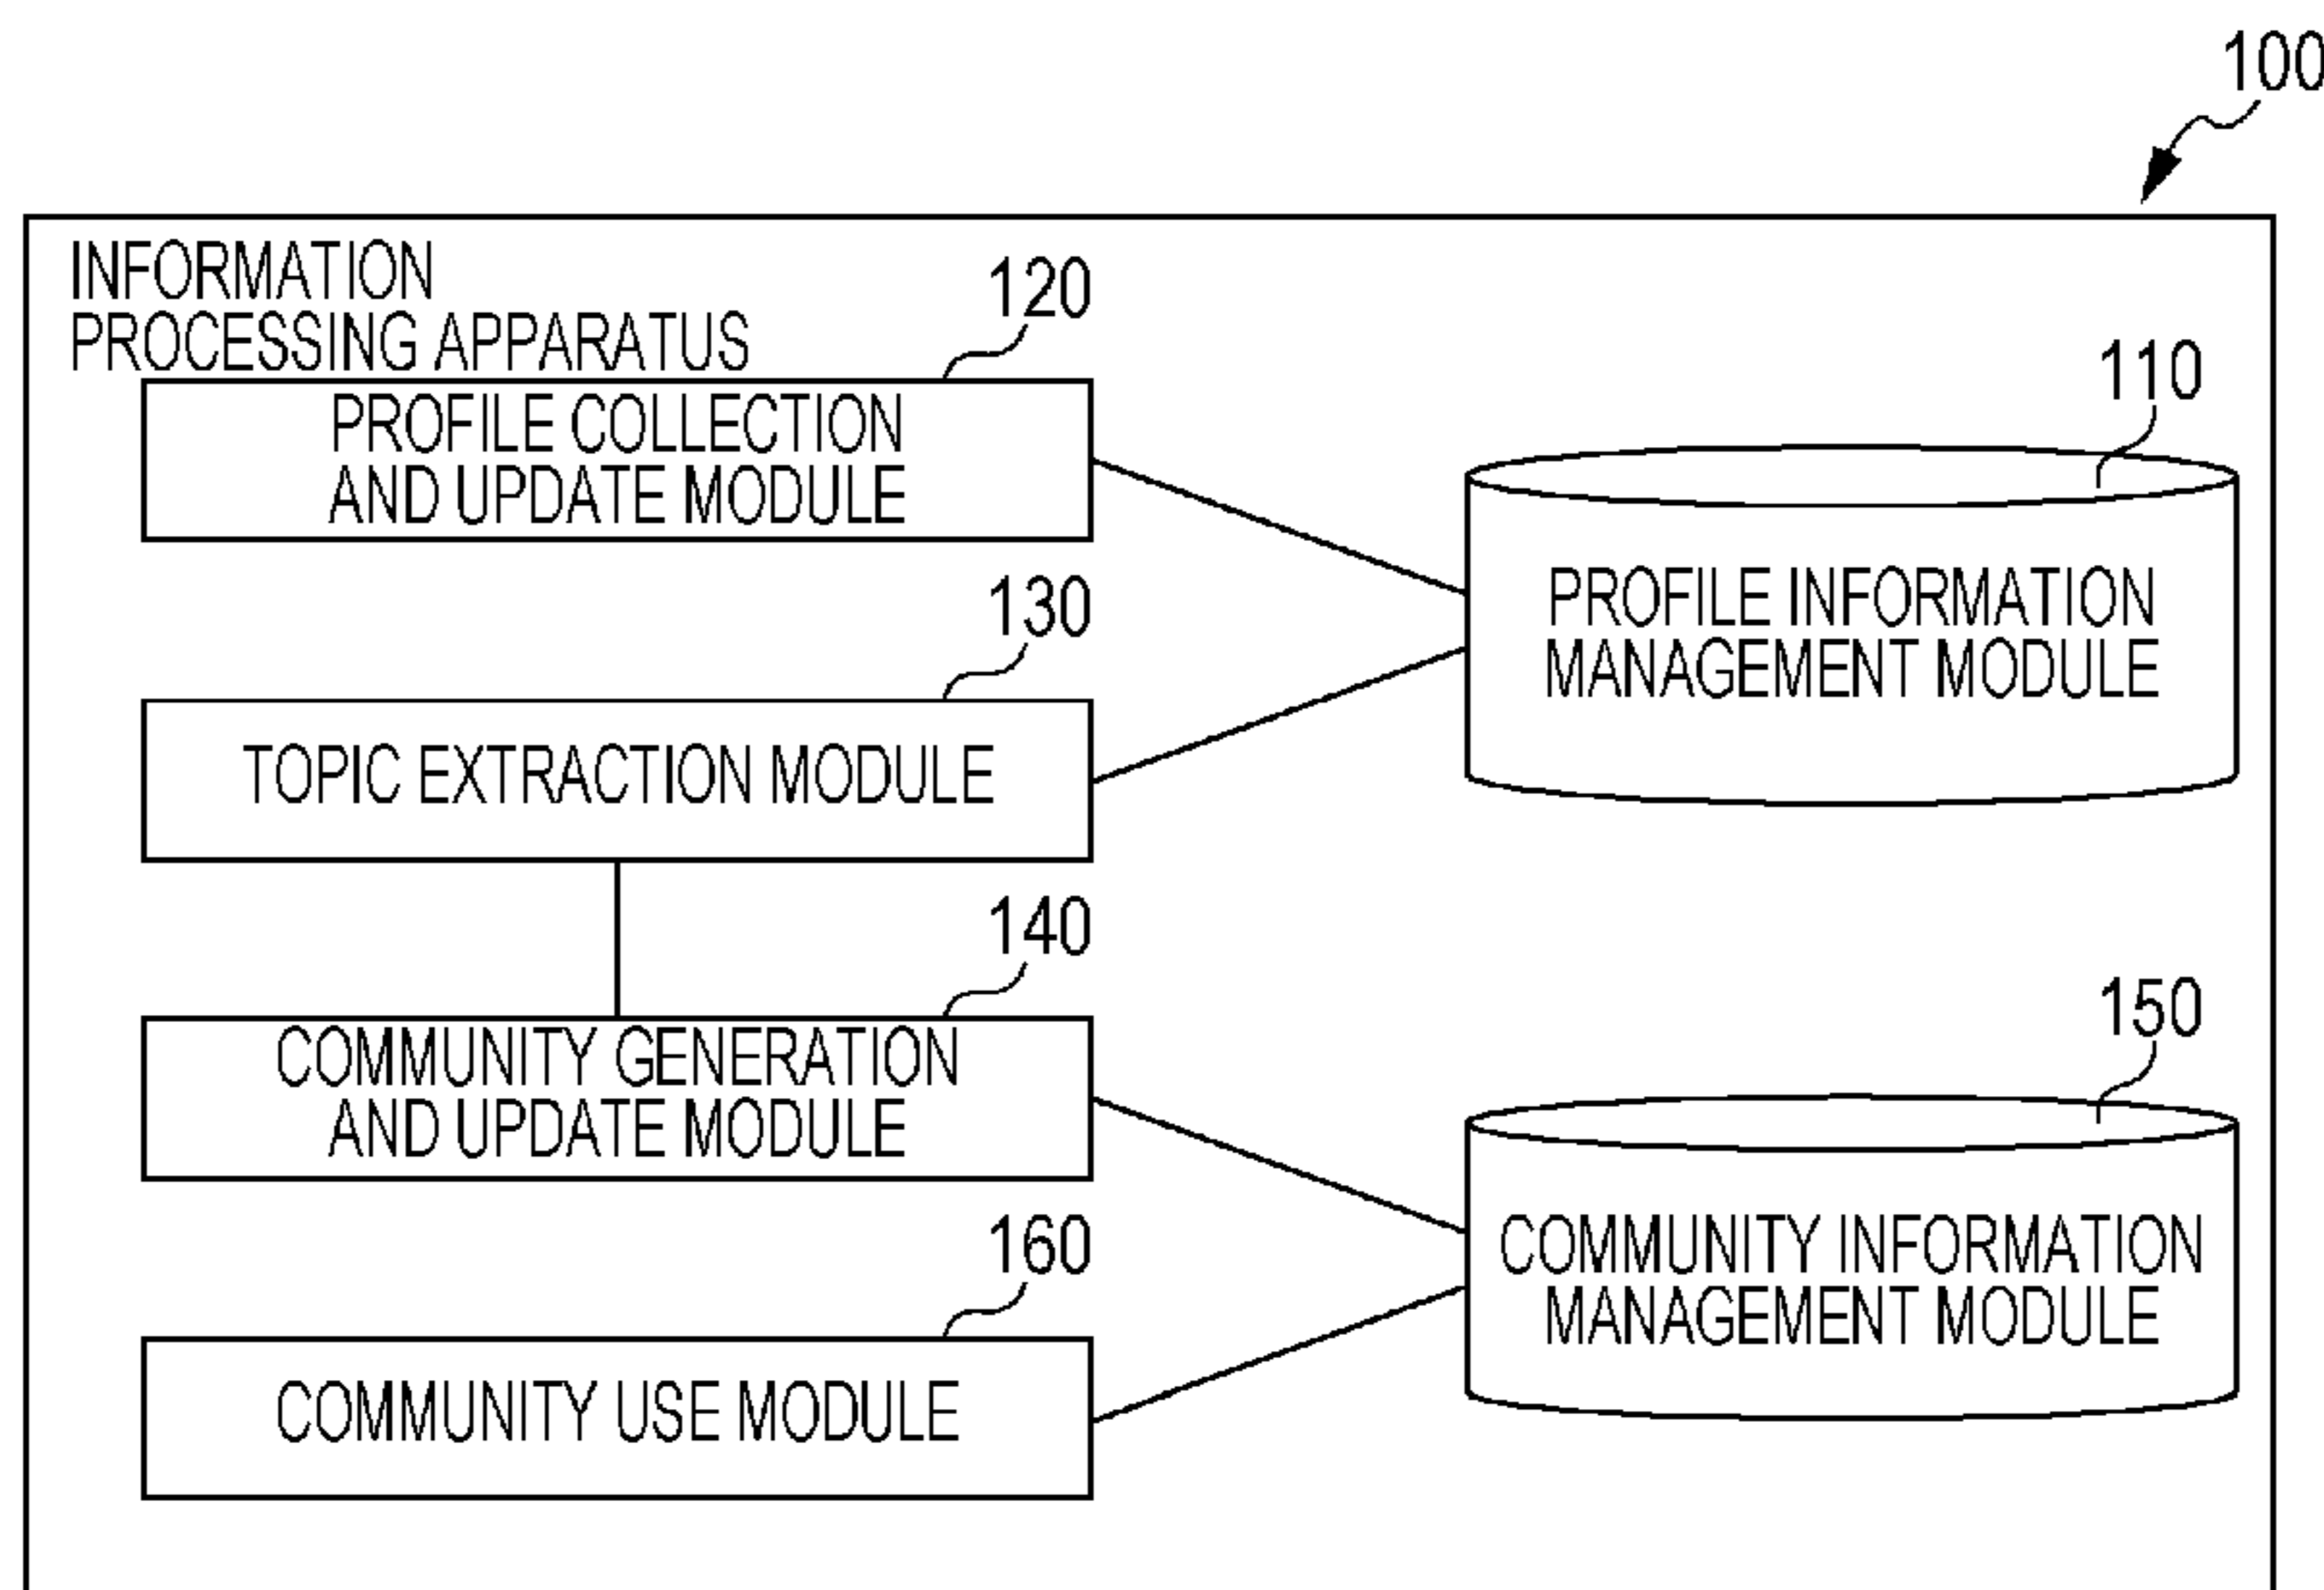 100
INFORMATION
PROCESSING APPARATUS
120
PROFILE COLLECTION
AND UPDATE MODULE
110
PROFILE INFORMATION
MANAGEMENT MODULE
130
TOPIC EXTRACTION MODULE
140
COMMUNITY GENERATION
AND UPDATE MODULE
150
COMMUNITY INFORMATION
MANAGEMENT MODULE
160
COMMUNITY USE MODULE